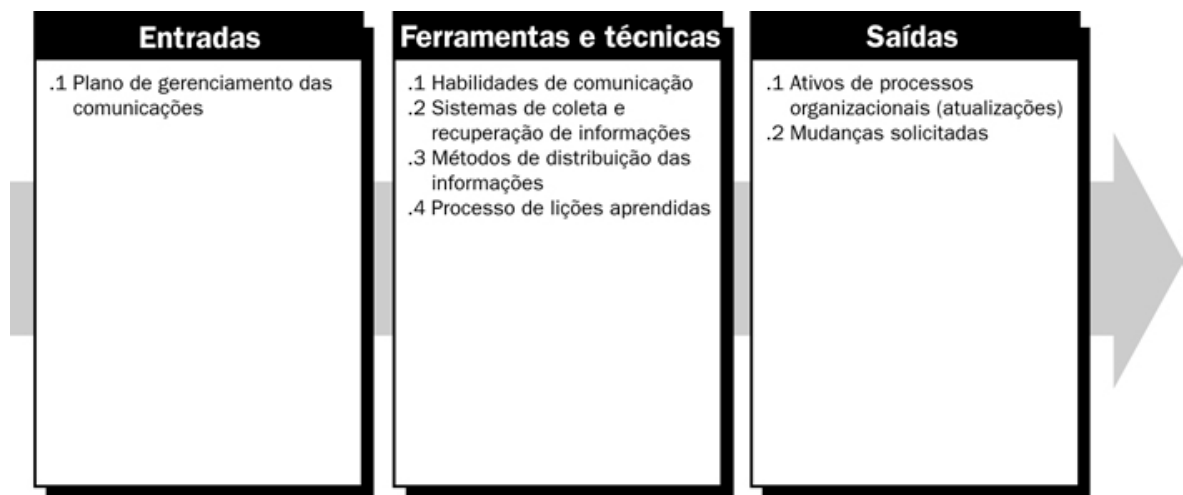 Entradas
.1 Plano de gerenciamento das
comunicações
Ferramentas e técnicas
.1 Habilidades de comunicação
.2 Sistemas de coleta e
recuperação de informações
.3 Métodos de distribuição das
informações
.4 Processo de lições aprendidas
Saídas
.1 Ativos de processos
organizacionais (atualizações)
.2 Mudanças solicitadas